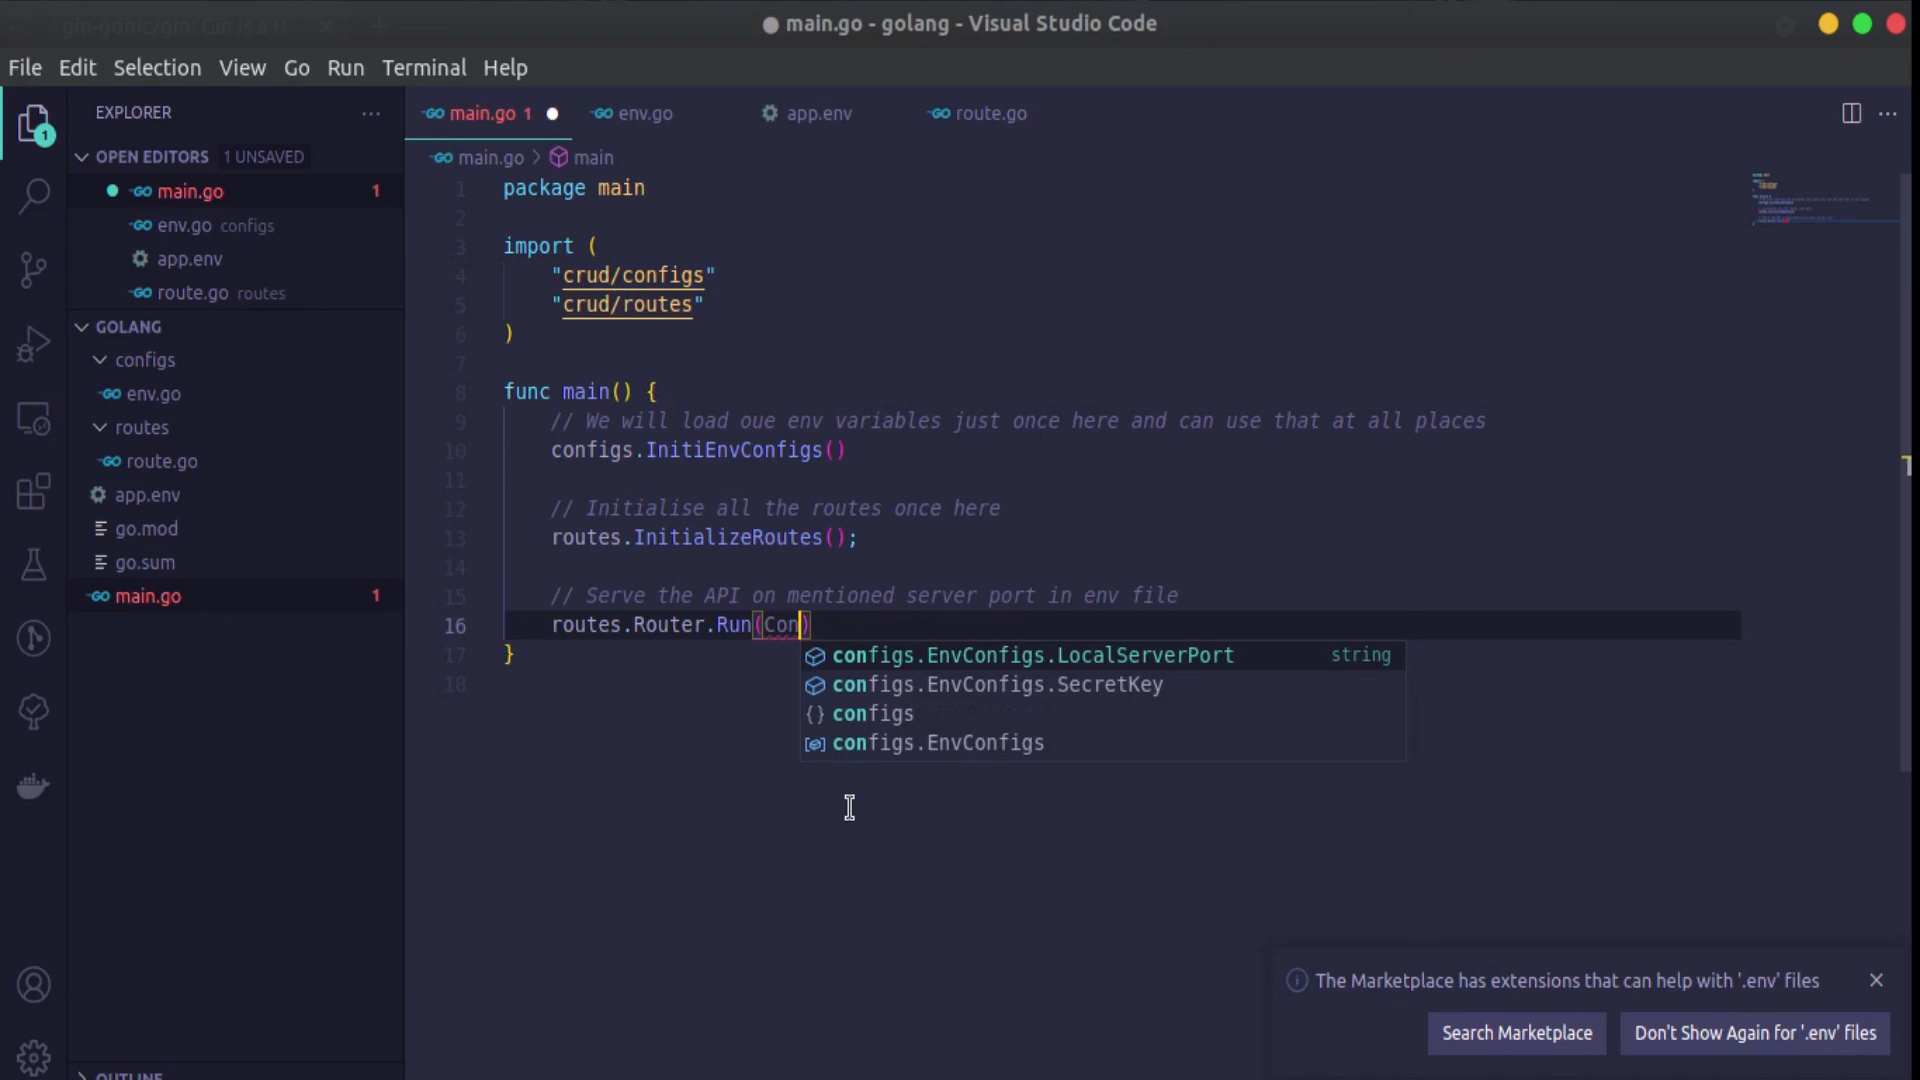 gin-gonic/gin: Gin is a H
main.go - golang - Visual Studio Code
File Edit Selection View Go Run Terminal Help
EXPLORER
OPEN EDITORS 1 UNSAVED
main.go 1
env.go configs
app.env
route.go routes
GOLANG
configs
env.go
routes
route.go
app.env
go.mod
go.sum
main.go 1
OUTLINE
1
main.go 1 env.go app.env route.go
main.go > main
1 package main
2
3 import (
4 "crud/configs"
5 "crud/routes"
6 )
7
8 func main() {
9 // We will load oue env variables just once here and can use that at all places
10 configs.InitiEnvConfigs()
11
12 // Initialise all the routes once here
13 routes.InitializeRoutes();
14
15 // Serve the API on mentioned server port in env file
16 routes.Router.Run(Con)
17 }
18
configs.EnvConfigs.LocalServerPort string
configs.EnvConfigs.SecretKey
configs
configs.EnvConfigs
The Marketplace has extensions that can help with '.env' files
Search Marketplace Don't Show Again for '.env' files